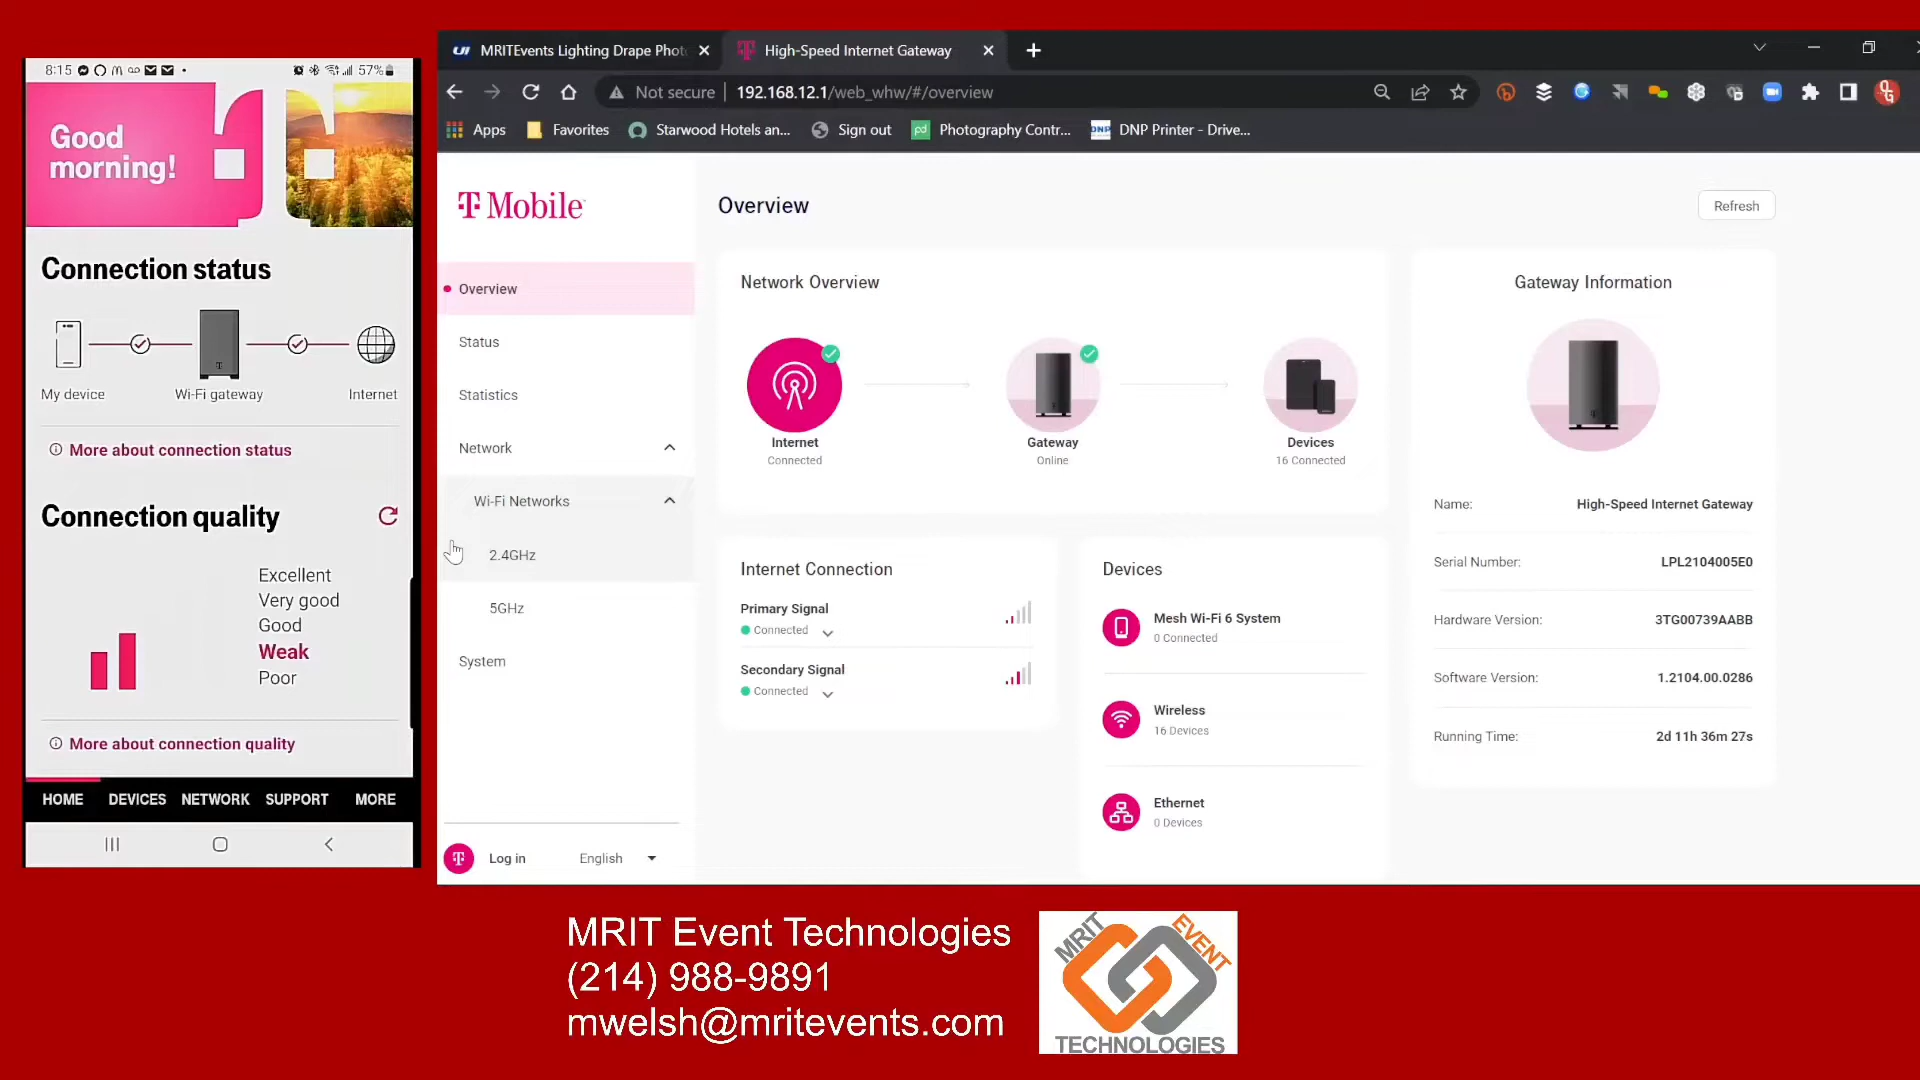 8:15
57%
Good
morning!
Connection status
My device
Wi-Fi gateway
Internet
More about connection status
Connection quality
Excellent
Very good
Good
Weak
Poor
More about connection quality
HOME
DEVICES
NETWORK
SUPPORT
MORE
MRITEvents Lighting Drape Phot
High-Speed Internet Gateway
Not secure
192.168.12.1/web_whw/#/overview
Apps
Favorites
Starwood Hotels an...
Sign out
pd
Photography Contr...
DNP
DNP Printer - Drive...
T Mobile
Overview
Status
Statistics
Network
Wi-Fi Networks
2.4GHz
5GHz
System
Log in
English
Overview
Refresh
Network Overview
Internet
Connected
Gateway
Online
Devices
16 Connected
Internet Connection
Primary Signal
Connected
Secondary Signal
Connected
Devices
Mesh Wi-Fi 6 System
0 Connected
Wireless
16 Devices
Ethernet
0 Devices
Gateway Information
Name: High-Speed Internet Gateway
Serial Number: LPL2104005E0
Hardware Version: 3TG00739AABB
Software Version: 1.2104.00.0286
Running Time: 2d 11h 36m 27s
MRIT Event Technologies
(214) 988-9891
mwelsh@mritevents.com
MRIT
EVENT
TECHNOLOGIES